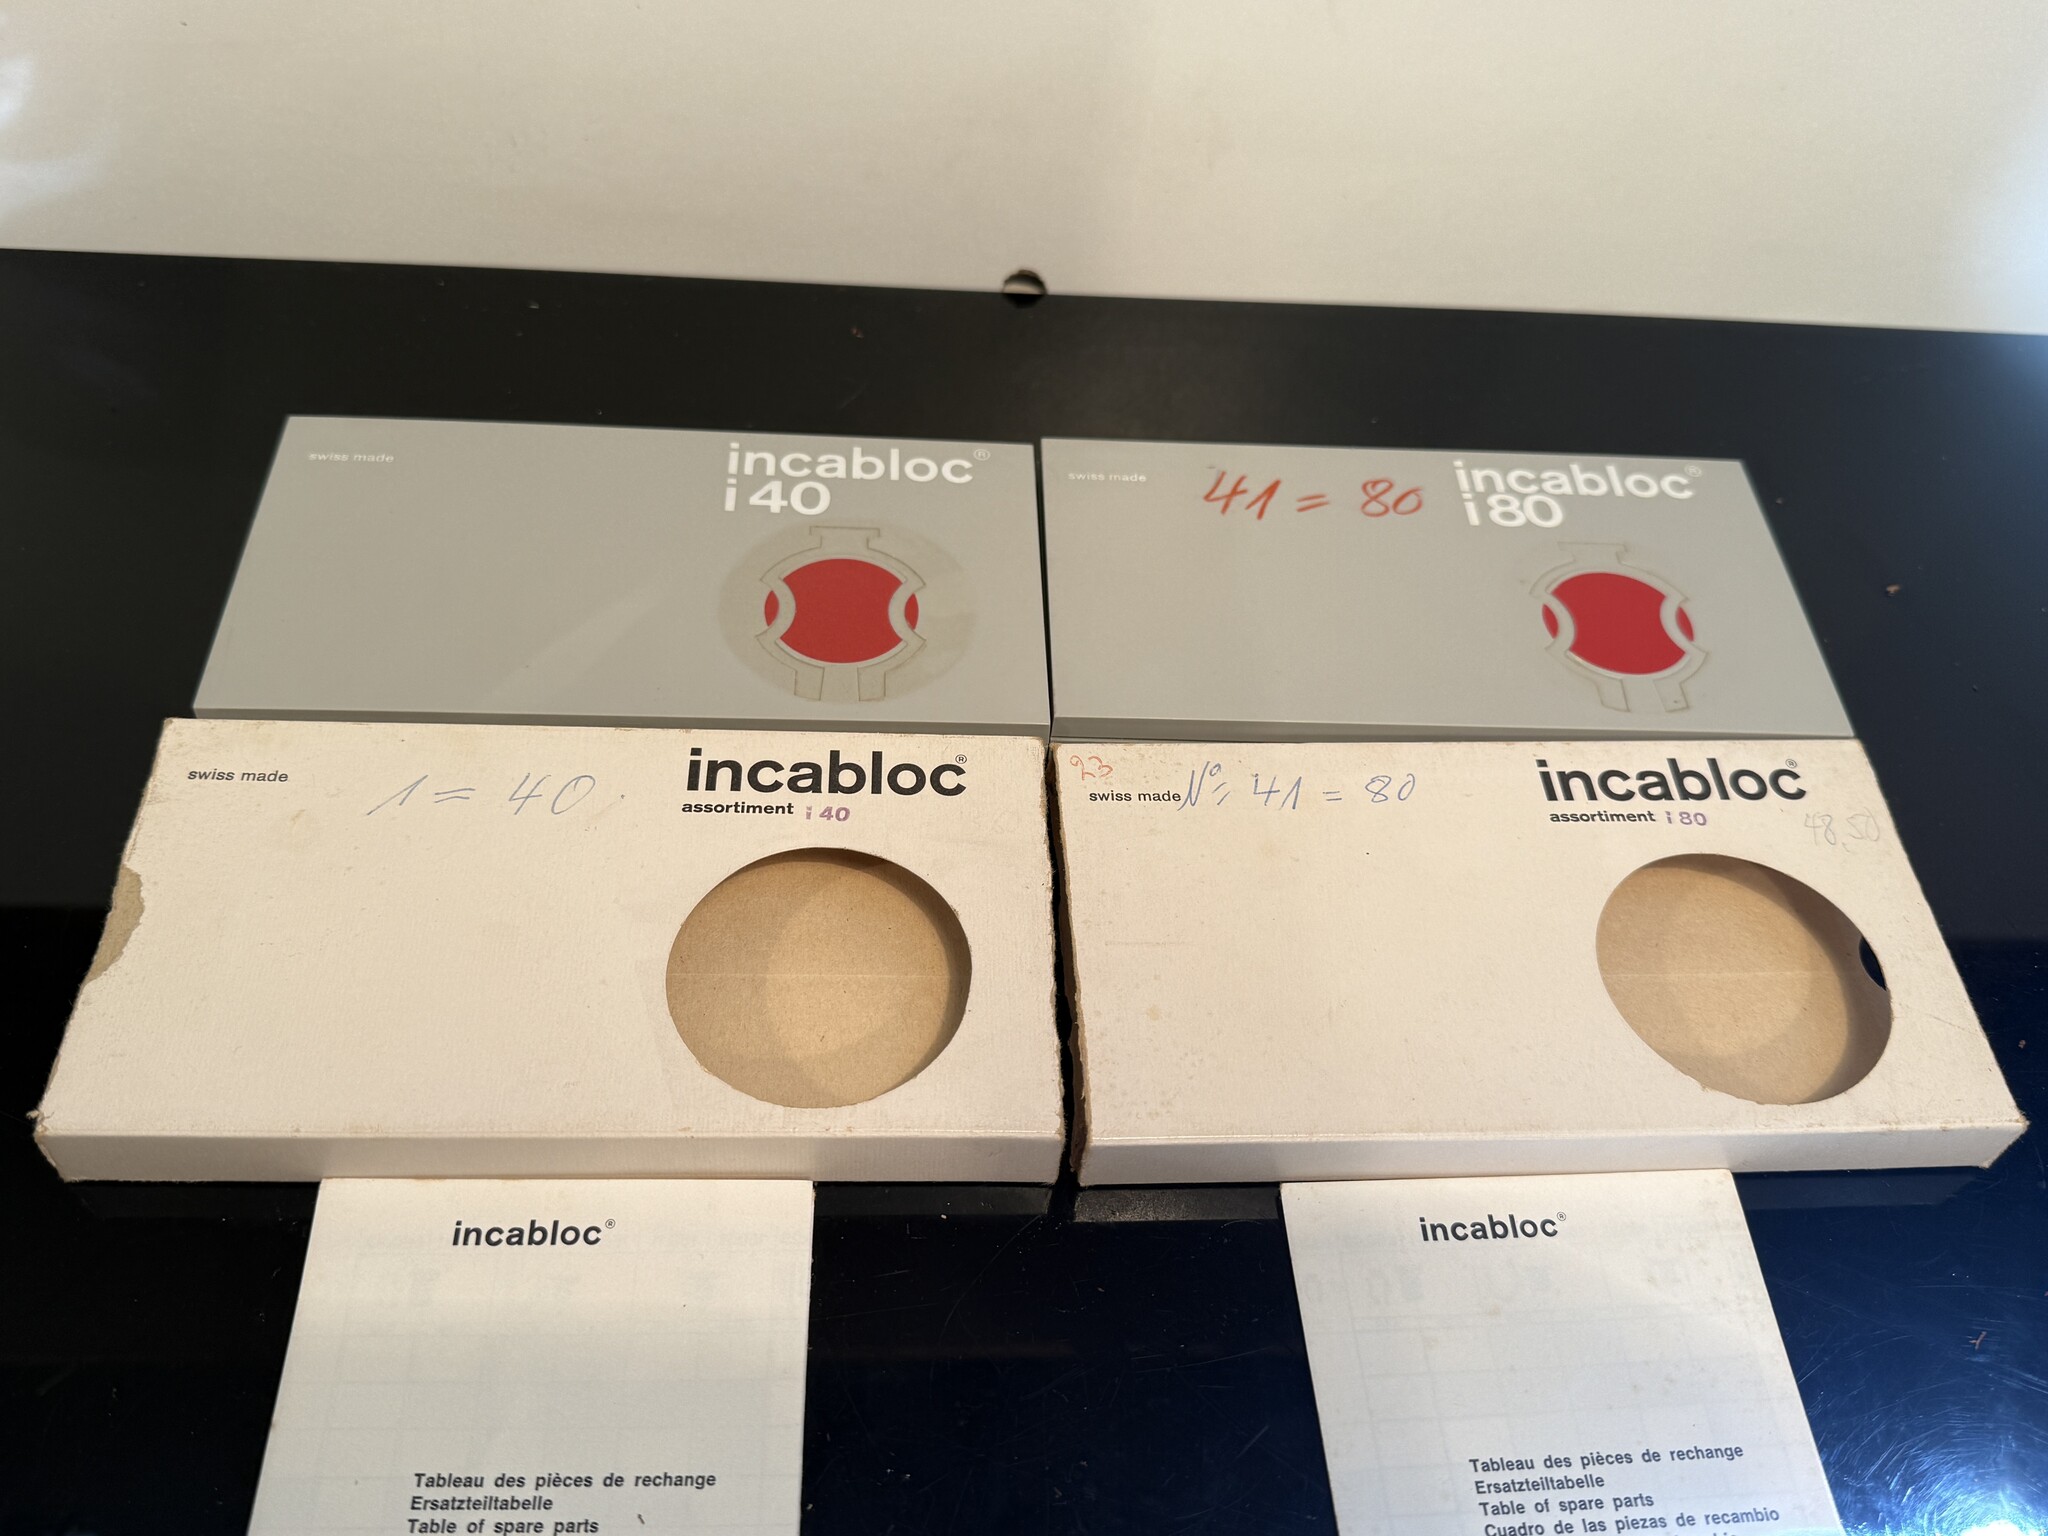 swiss made
incabloc®
i 40
swiss made
41 = 80
incabloc®
i 80
swiss made
1 = 40
incabloc®
assortiment i 40
23
swiss made
Nº 41 = 80
incabloc®
assortiment i 80
48,50
incabloc®
Tableau des pièces de rechange
Ersatzteiltabelle
Table of spare parts
incabloc®
Tableau des pièces de rechange
Ersatzteiltabelle
Table of spare parts
Cuadro de las piezas de recambio